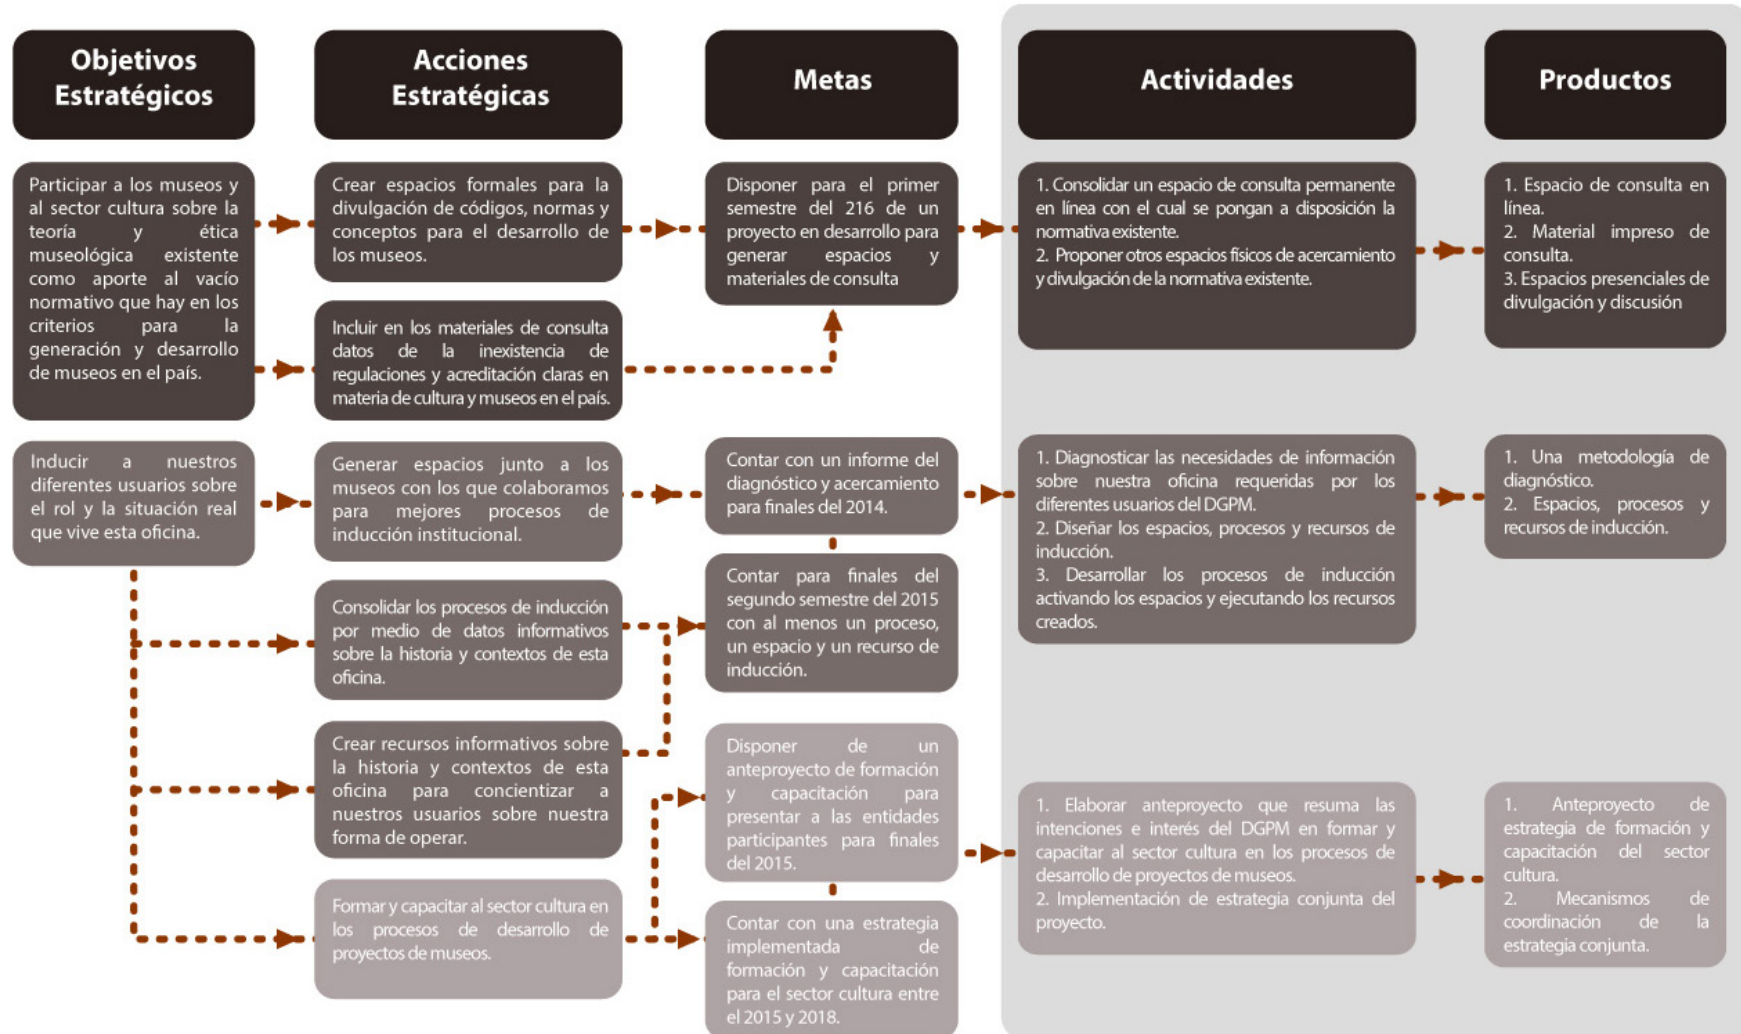 Objetivos
Estratégicos
Acciones
Estratégicas
Metas
Actividades
Productos
Participar a los museos y
al sector cultura sobre la
teoría y ética
museológica existente
como aporte al vacío
normativo que hay en los
criterios para la
generación y desarrollo
de museos en el país.
Crear espacios formales para la
divulgación de códigos, normas y
conceptos para el desarrollo de
los museos.
Incluir en los materiales de consulta
datos de la inexistencia de
regulaciones y acreditación claras en
materia de cultura y museos en el país.
Disponer para el primer
semestre del 216 de un
proyecto en desarrollo para
generar espacios y
materiales de consulta
1. Consolidar un espacio de consulta permanente
en línea con el cual se pongan a disposición la
normativa existente.
2. Proponer otros espacios físicos de acercamiento
y divulgación de la normativa existente.
1. Espacio de consulta en
línea.
2. Material impreso de
consulta.
3. Espacios presenciales de
divulgación y discusión
Inducir a nuestros
diferentes usuarios sobre
el rol y la situación real
que vive esta oficina.
Generar espacios junto a los
museos con los que colaboramos
para mejores procesos de
inducción institucional.
Consolidar los procesos de inducción
por medio de datos informativos
sobre la historia y contextos de esta
oficina.
Crear recursos informativos sobre
la historia y contextos de esta
oficina para concientizar a
nuestros usuarios sobre nuestra
forma de operar.
Formar y capacitar al sector cultura en
los procesos de desarrollo de
proyectos de museos.
Contar con un informe del
diagnóstico y acercamiento
para finales del 2014.
Contar para finales del
segundo semestre del 2015
con al menos un proceso,
un espacio y un recurso de
inducción.
Disponer de un
anteproyecto de formación
y capacitación para
presentar a las entidades
participantes para finales
del 2015.
Contar con una estrategia
implementada de
formación y capacitación
para el sector cultura entre
el 2015 y 2018.
1. Diagnosticar las necesidades de información
sobre nuestra oficina requeridas por los
diferentes usuarios del DGPM.
2. Diseñar los espacios, procesos y recursos de
inducción.
3. Desarrollar los procesos de inducción
activando los espacios y ejecutando los recursos
creados.
1. Una metodología de
diagnóstico.
2. Espacios, procesos y
recursos de inducción.
1. Elaborar anteproyecto que resuma las
intenciones e interés del DGPM en formar y
capacitar al sector cultura en los procesos de
desarrollo de proyectos de museos.
2. Implementación de estrategia conjunta del
proyecto.
1. Anteproyecto de
estrategia de formación y
capacitación del sector
cultura.
2. Mecanismos de
coordinación de la
estrategia conjunta.